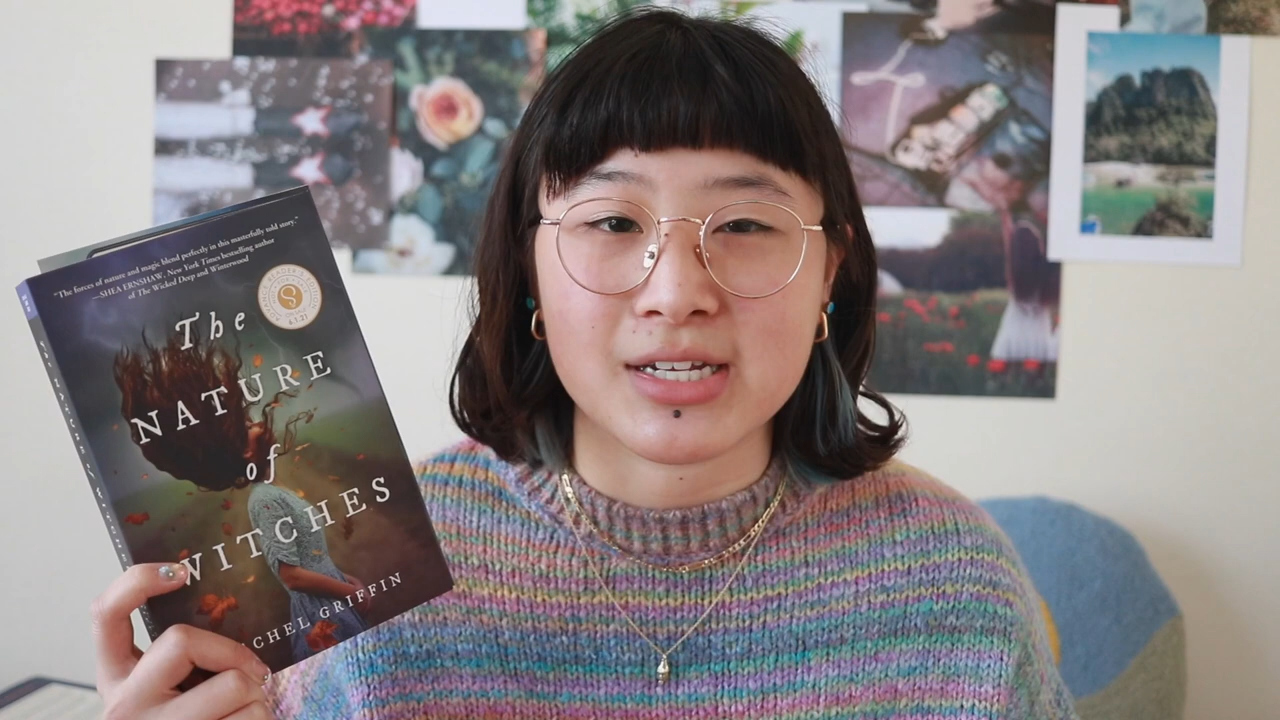 "The forces of nature and magic blend perfectly in this masterfully told story."
—SHEA ERNSHAW, New York Times bestselling author
of The Wicked Deep and Winterwood
The
NATURE
of
WITCHES
CHEL GRIFFIN